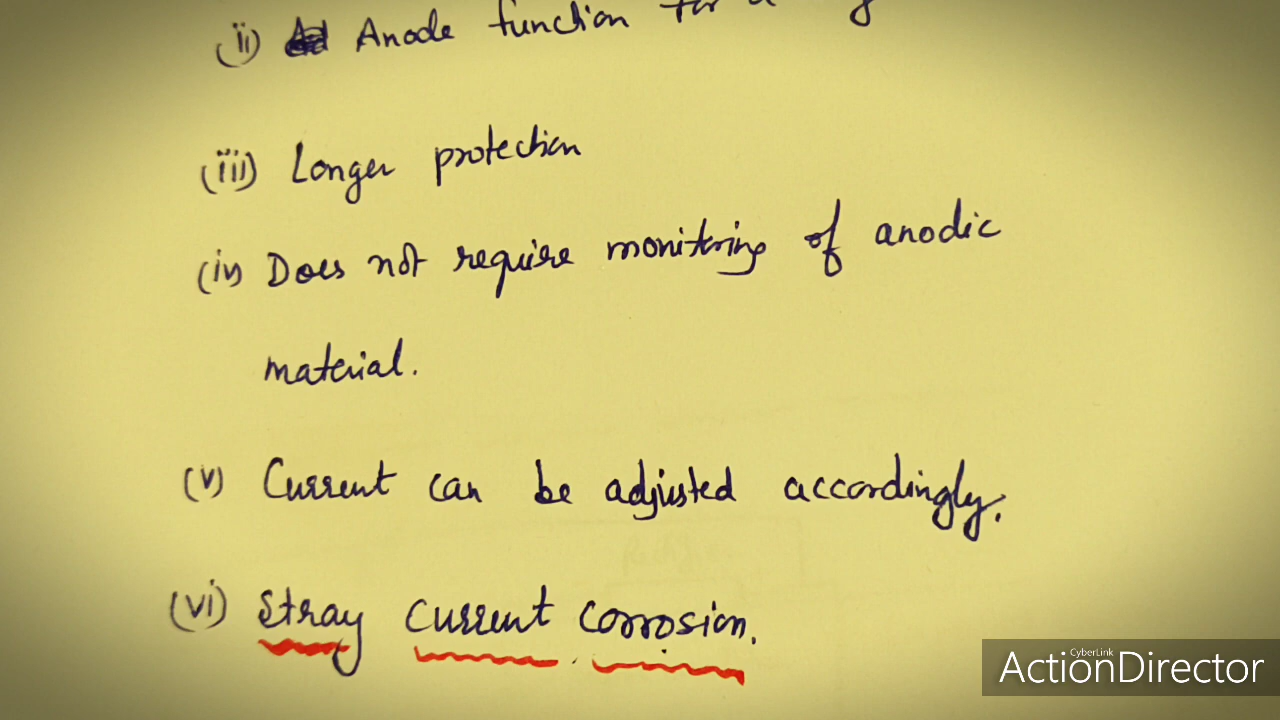 (ii) Anode function for a
(iii) Longer protection
(iv) Does not require monitoring of anodic
material.
(v) Current can be adjusted accordingly.
(vi) Stray Current Corrosion.
CyberLink
ActionDirector